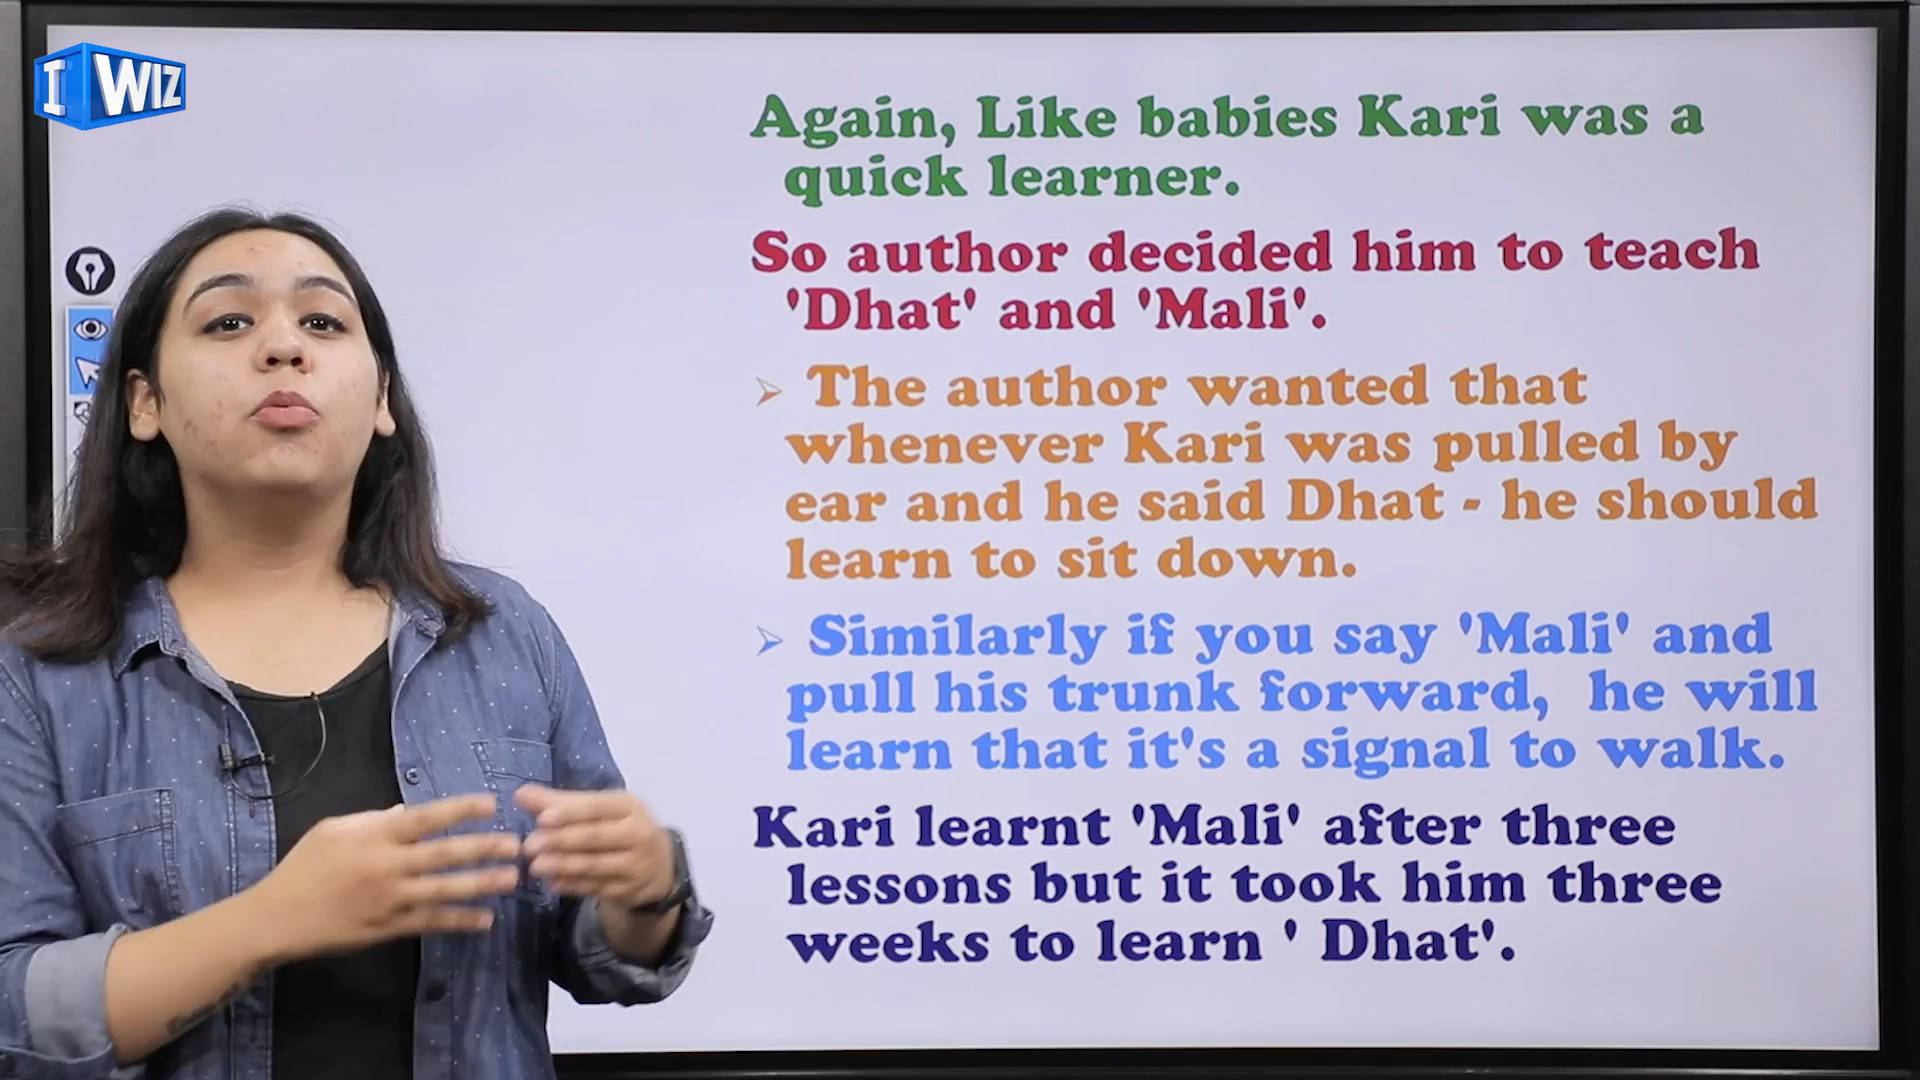 I WIZ
Again, Like babies Kari was a
quick learner.
So author decided him to teach
'Dhat' and 'Mali'.
➢ The author wanted that
whenever Kari was pulled by
ear and he said Dhat - he should
learn to sit down.
➢ Similarly if you say 'Mali' and
pull his trunk forward,  he will
learn that it's a signal to walk.
Kari learnt 'Mali' after three
lessons but it took him three
weeks to learn ' Dhat'.